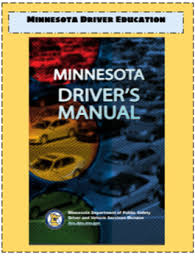 Minnesota Driver Education
MINNESOTA
DRIVER'S
MANUAL
Minnesota Department of Public Safety
Driver and Vehicle Services Division